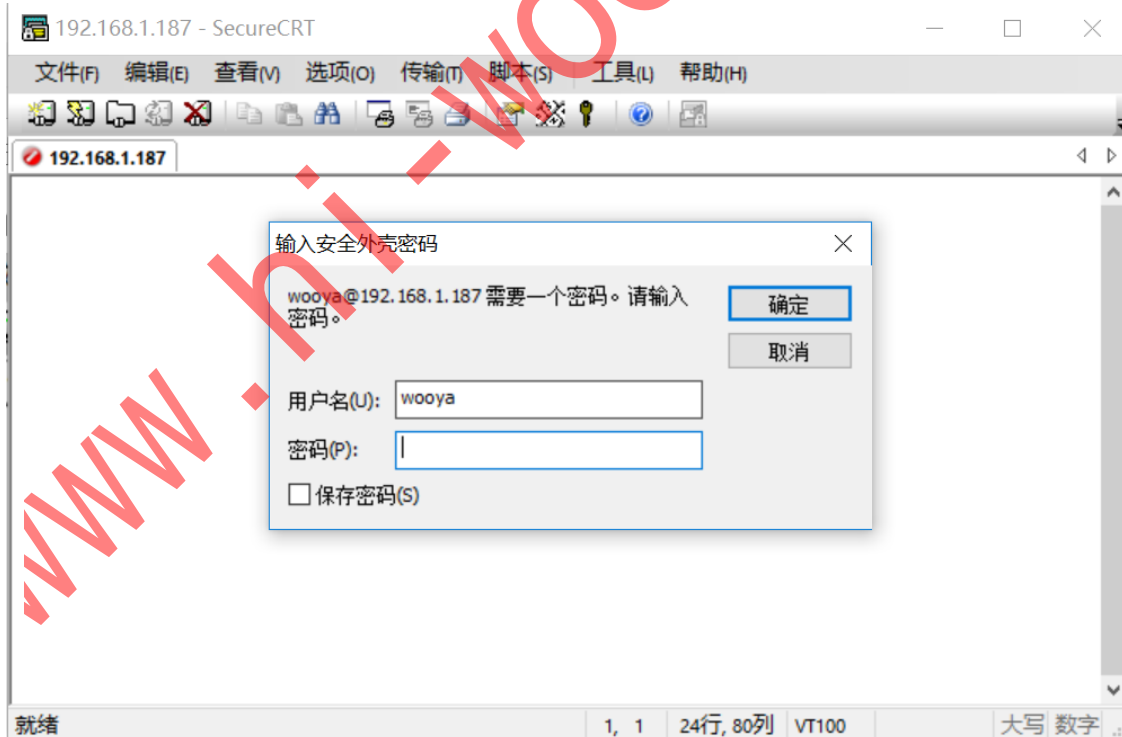 192.168.1.187 - SecureCRT
文件(F) 编辑(E) 查看(V) 选项(O) 传输(T) 脚本(S) 工具(L) 帮助(H)
192.168.1.187
输入安全外壳密码
wooya@192.168.1.187 需要一个密码。请输入
密码。
确定
取消
用户名(U): wooya
密码(P):
保存密码(S)
就绪 1, 1 24行, 80列 VT100 大写 数字
www.hi-woo